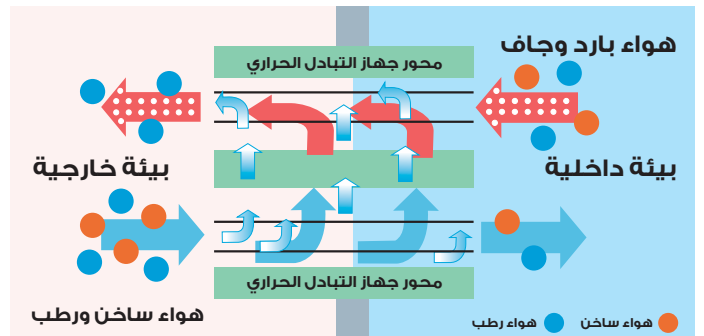 هواء بارد وجاف
محور جهاز التبادل الحراري
بيئة داخلية
بيئة خارجية
محور جهاز التبادل الحراري
هواء ساخن ورطب
هواء ساخن
هواء رطب